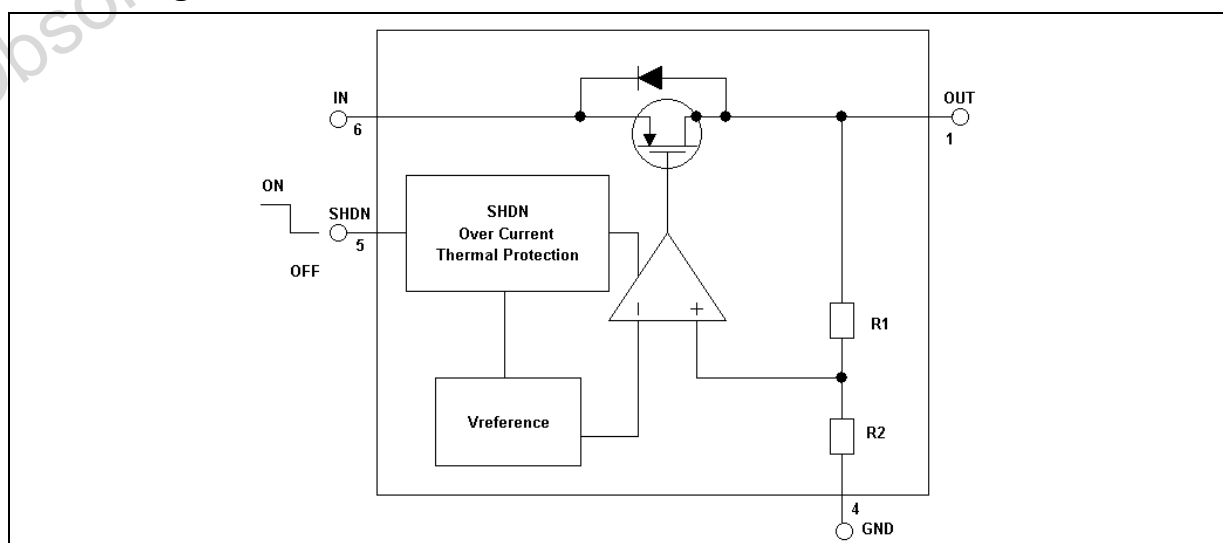 IN
6
OUT
1
ON
SHDN
5
OFF
SHDN
Over Current
Thermal Protection
− +
R1
Vreference
R2
4
GND